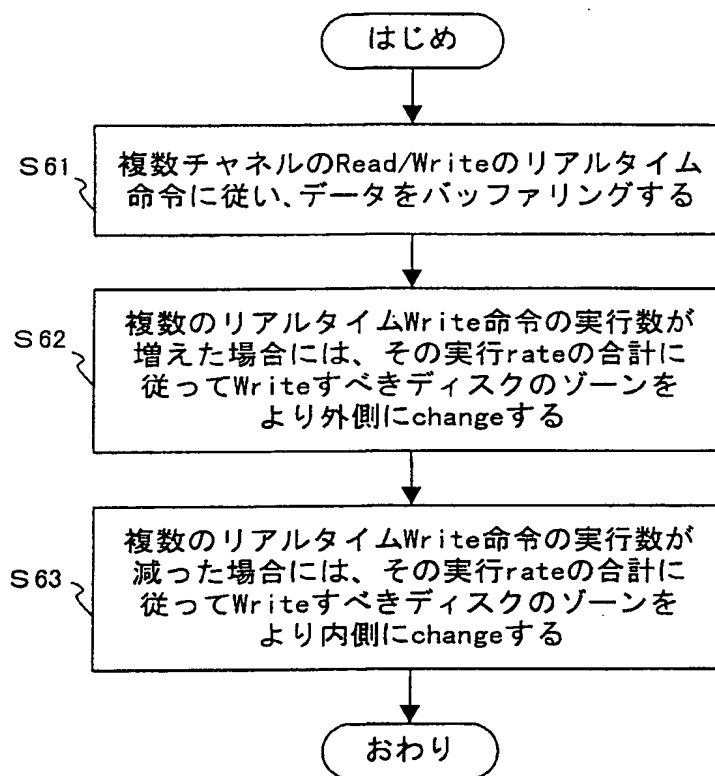 はじめ
S61
複数チャネルのRead/Writeのリアルタイム
命令に従い、データをバッファリングする
S62
複数のリアルタイムWrite命令の実行数が
増えた場合には、その実行rateの合計に
従ってWriteすべきディスクのゾーンを
より外側にchangeする
S63
複数のリアルタイムWrite命令の実行数が
減った場合には、その実行rateの合計に
従ってWriteすべきディスクのゾーンを
より内側にchangeする
おわり